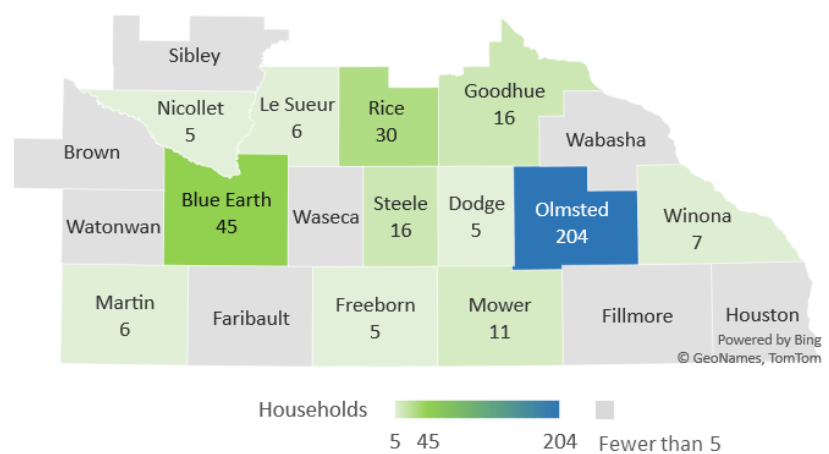 Sibley
Nicollet
5
Le Sueur
6
Rice
30
Goodhue
16
Wabasha
Brown
Blue Earth
45
Watonwan
Waseca
Steele
16
Dodge
5
Olmsted
204
Winona
7
Martin
6
Faribault
Freeborn
5
Mower
11
Fillmore
Houston
Powered by Bing
© GeoNames, TomTom
Households
5 45 204 Fewer than 5